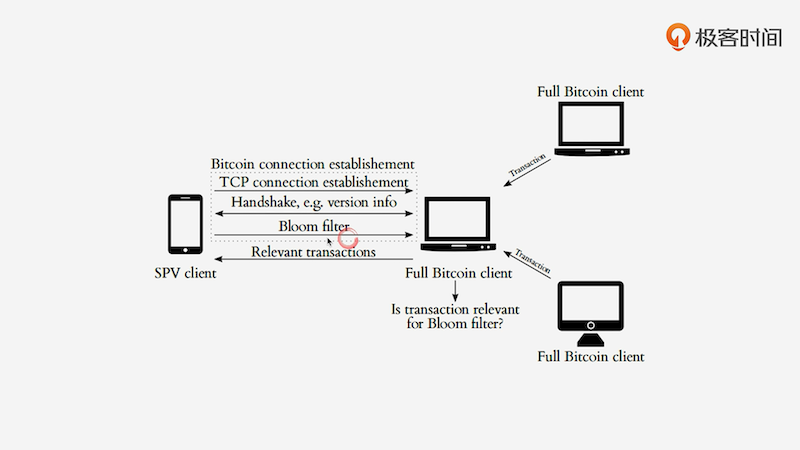 极客时间
Full Bitcoin client
Transaction
Bitcoin connection establishement
TCP connection establishement
Handshake, e.g. version info
Bloom filter
Relevant transactions
SPV client
Full Bitcoin client
Transaction
Is transaction relevant
for Bloom filter?
Full Bitcoin client